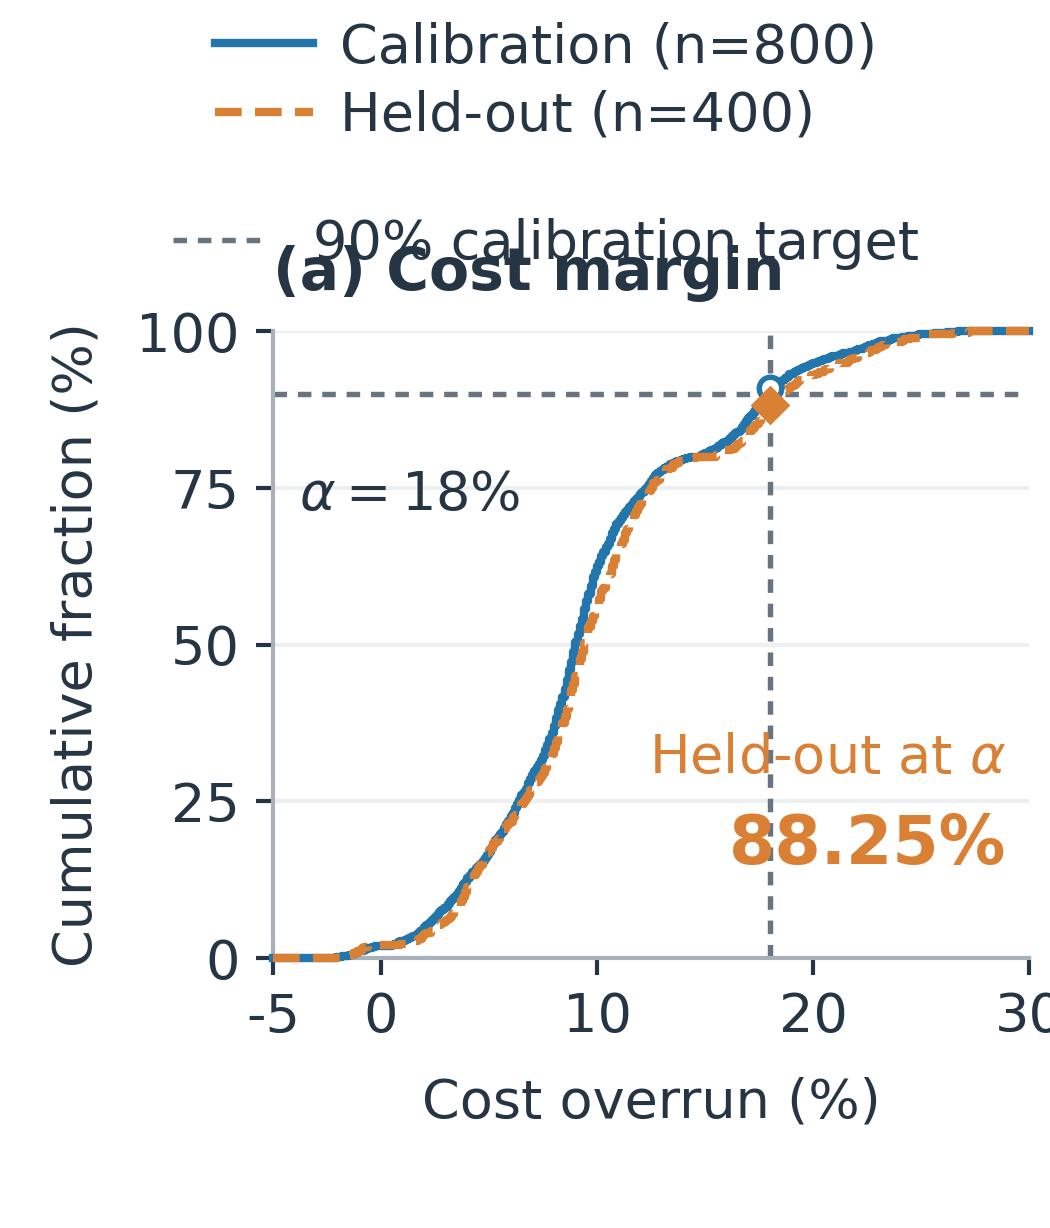 Calibration (n=800)
Held-out (n=400)
90% calibration target
(a) Cost margin
Cumulative fraction (%)
100
75
50
25
0
α = 18%
Held-out at α
88.25%
-5 0 10 20 30
Cost overrun (%)